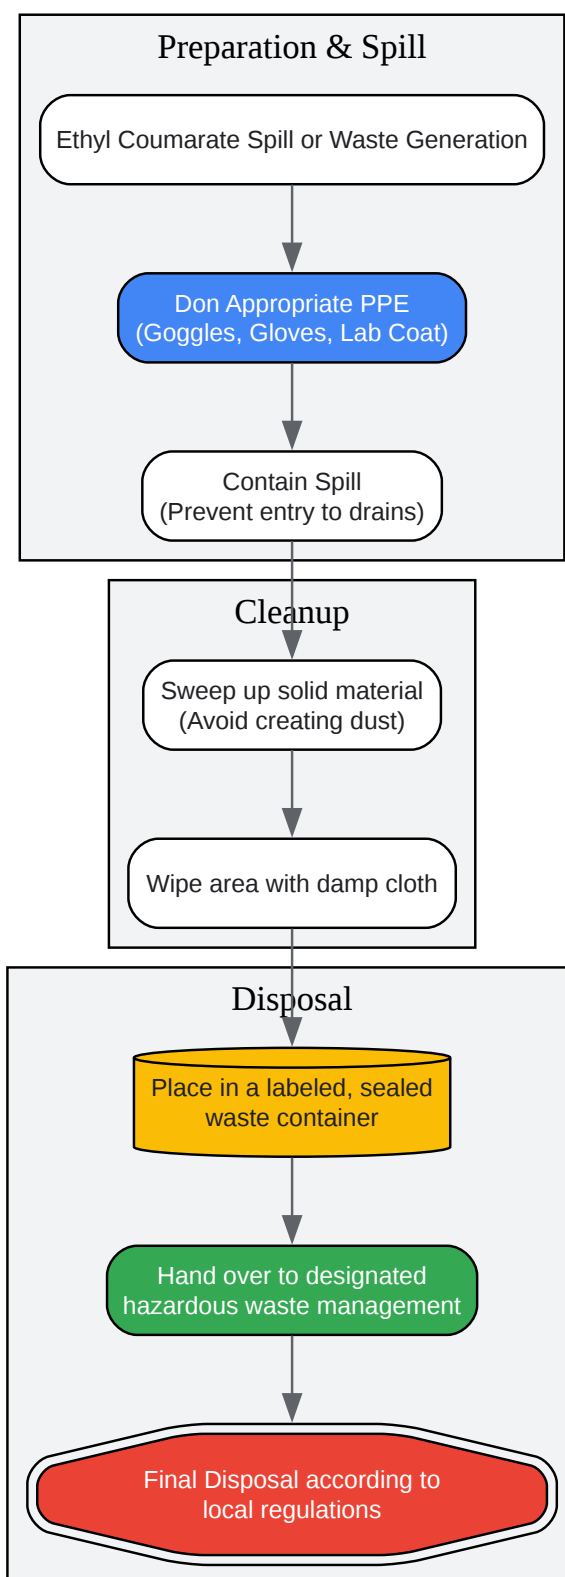 Preparation & Spill
Ethyl Coumarate Spill or Waste Generation
Don Appropriate PPE
(Goggles, Gloves, Lab Coat)
Contain Spill
(Prevent entry to drains)
Cleanup
Sweep up solid material
(Avoid creating dust)
Wipe area with damp cloth
Disposal
Place in a labeled, sealed
waste container
Hand over to designated
hazardous waste management
Final Disposal according to
local regulations